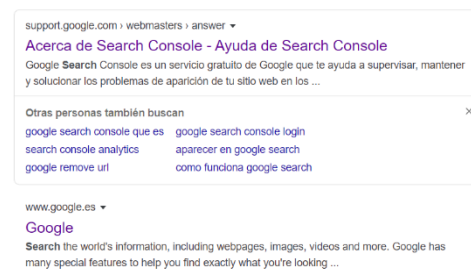 support.google.com › webmasters › answer ▾
Acerca de Search Console - Ayuda de Search Console
Google Search Console es un servicio gratuito de Google que te ayuda a supervisar, mantener
y solucionar los problemas de aparición de tu sitio web en los ...
Otras personas también buscan ×
google search console que es google search console login
search console analytics aparecer en google search
google remove url como funciona google search
www.google.es ▾
Google
Search the world's information, including webpages, images, videos and more. Google has
many special features to help you find exactly what you're looking ...